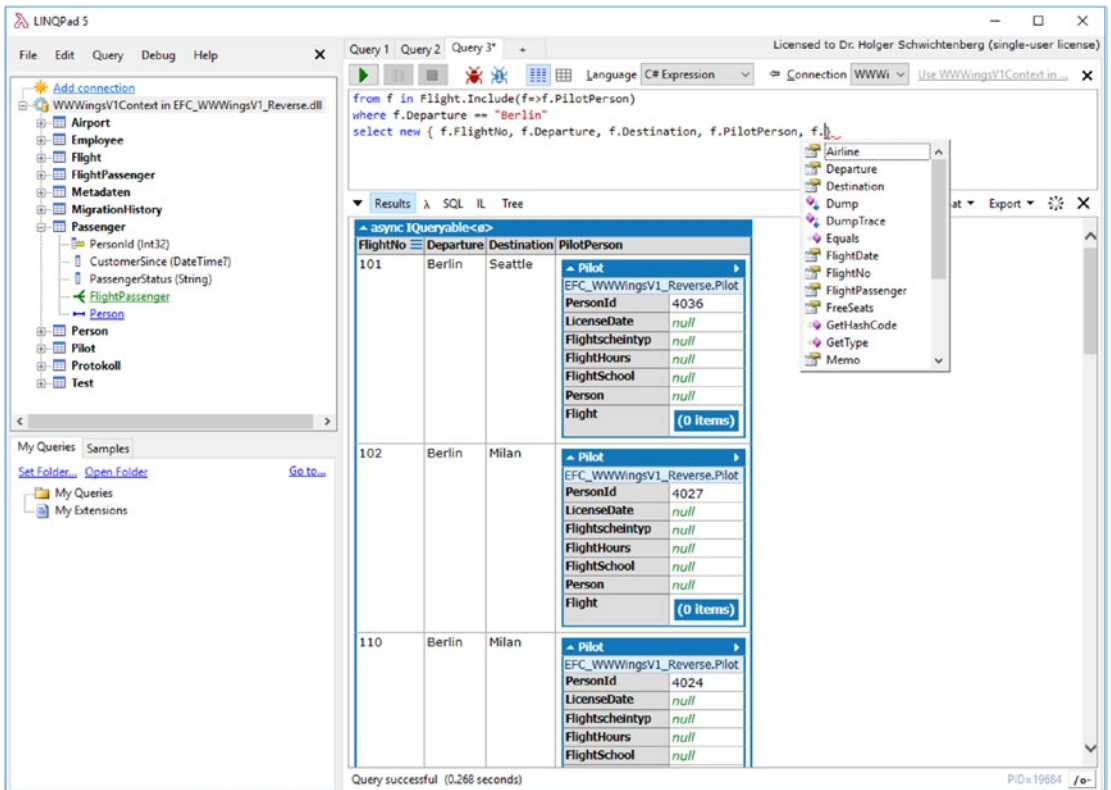 LINQPad 5
File Edit Query Debug Help
Add connection
WWWingsV1Context in EFC_WWWingsV1_Reverse.dll
Airport
Employee
Flight
FlightPassenger
Metadaten
MigrationHistory
Passenger
PersonId (Int32)
CustomerSince (DateTime?)
PassengerStatus (String)
FlightPassenger
Person
Person
Pilot
Protokoll
Test
My Queries Samples
Set Folder... Open Folder Go to...
My Queries
My Extensions
Query 1 Query 2 Query 3* +
Licensed to Dr. Holger Schwichtenberg (single-user license)
Language C# Expression Connection WWWi Use WWWingsV1Context in ...
from f in Flight.Include(f=>f.PilotPerson)
where f.Departure == "Berlin"
select new { f.FlightNo, f.Departure, f.Destination, f.PilotPerson, f.}
Airline
Departure
Destination
Dump
DumpTrace
Equals
FlightDate
FlightNo
FlightPassenger
FreeSeats
GetHashCode
GetType
Memo
Results λ SQL IL Tree at Export
async IQueryable<ø>
FlightNo Departure Destination PilotPerson
101 Berlin Seattle Pilot
EFC_WWWingsV1_Reverse.Pilot
PersonId 4036
LicenseDate null
Flightscheintyp null
FlightHours null
FlightSchool null
Person null
Flight (0 items)
102 Berlin Milan Pilot
EFC_WWWingsV1_Reverse.Pilot
PersonId 4027
LicenseDate null
Flightscheintyp null
FlightHours null
FlightSchool null
Person null
Flight (0 items)
110 Berlin Milan Pilot
EFC_WWWingsV1_Reverse.Pilot
PersonId 4024
LicenseDate null
Flightscheintyp null
FlightHours null
FlightSchool null
Query successful (0.268 seconds)
PID=19684 /o-